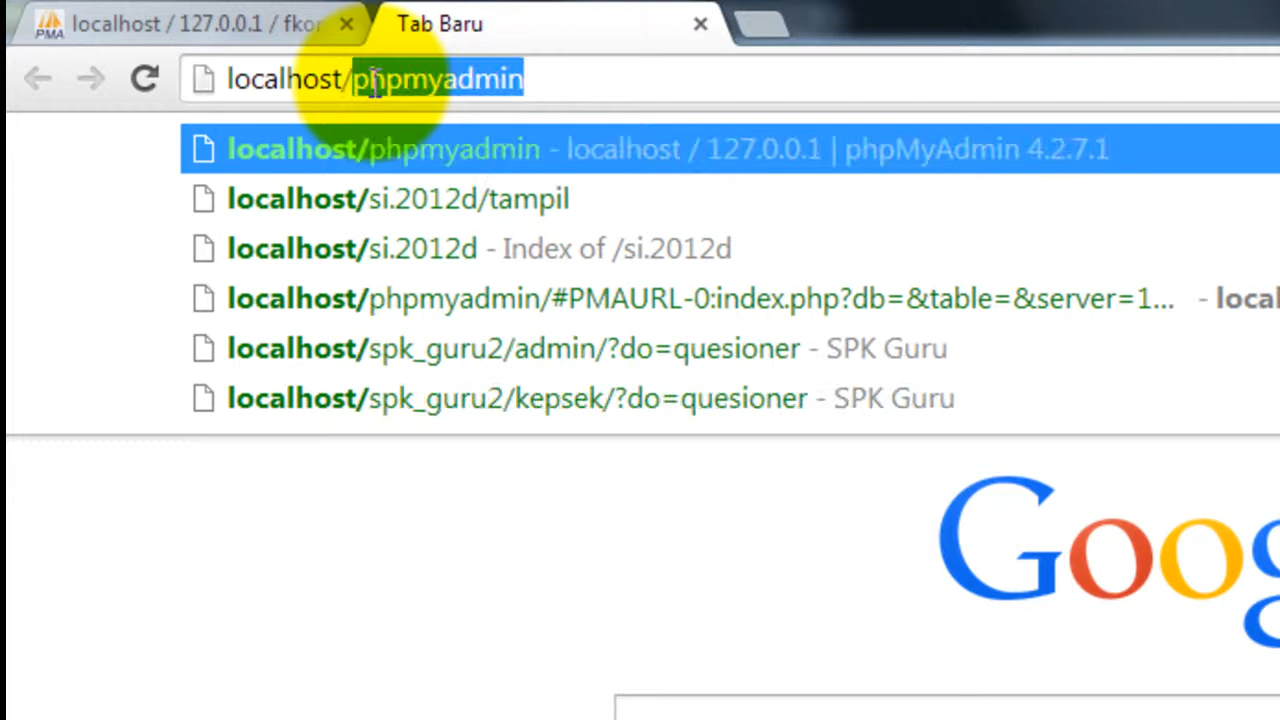 PMA localhost / 127.0.0.1 / fkor
Tab Baru
localhost/phpmyadmin
localhost/phpmyadmin - localhost / 127.0.0.1 | phpMyAdmin 4.2.7.1
localhost/si.2012d/tampil
localhost/si.2012d - Index of /si.2012d
localhost/phpmyadmin/#PMAURL-0:index.php?db=&table=&server=1... - local
localhost/spk_guru2/admin/?do=quesioner - SPK Guru
localhost/spk_guru2/kepsek/?do=quesioner - SPK Guru
Goog